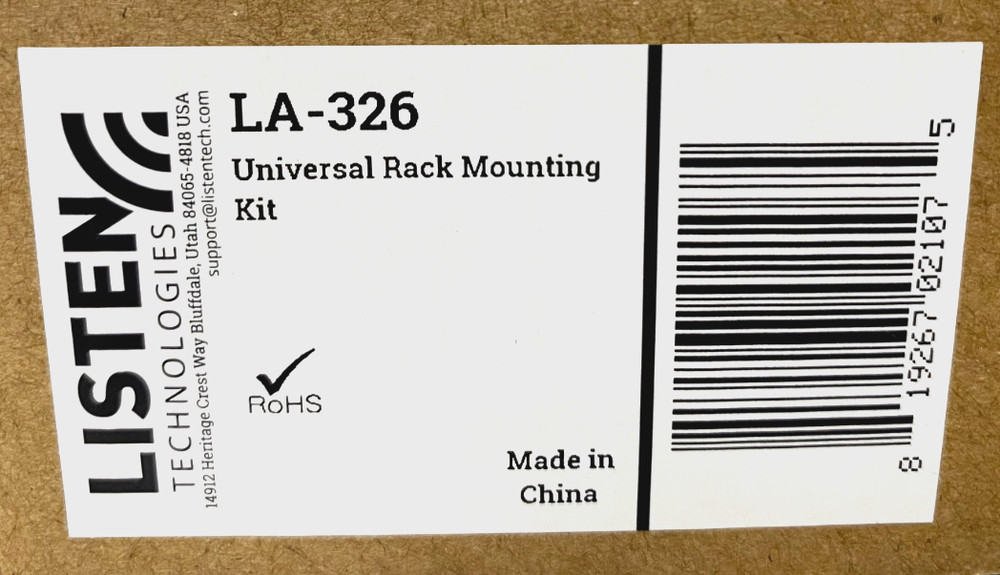 LISTEN
TECHNOLOGIES
14912 Heritage Crest Way Bluffdale, Utah 84065-4818 USA
support@listentech.com
LA-326
Universal Rack Mounting
Kit
RoHS
Made in
China
8 19267 02107 5